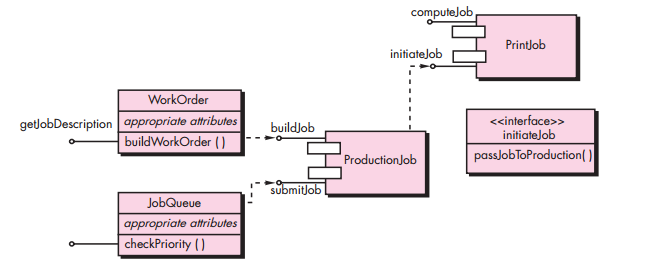 computeJob
PrintJob
initiateJob
WorkOrder
appropriate attributes
buildWorkOrder ( )
getJobDescription
buildJob
ProductionJob
submitJob
<<interface>>
initiateJob
passJobToProduction( )
JobQueue
appropriate attributes
checkPriority ( )